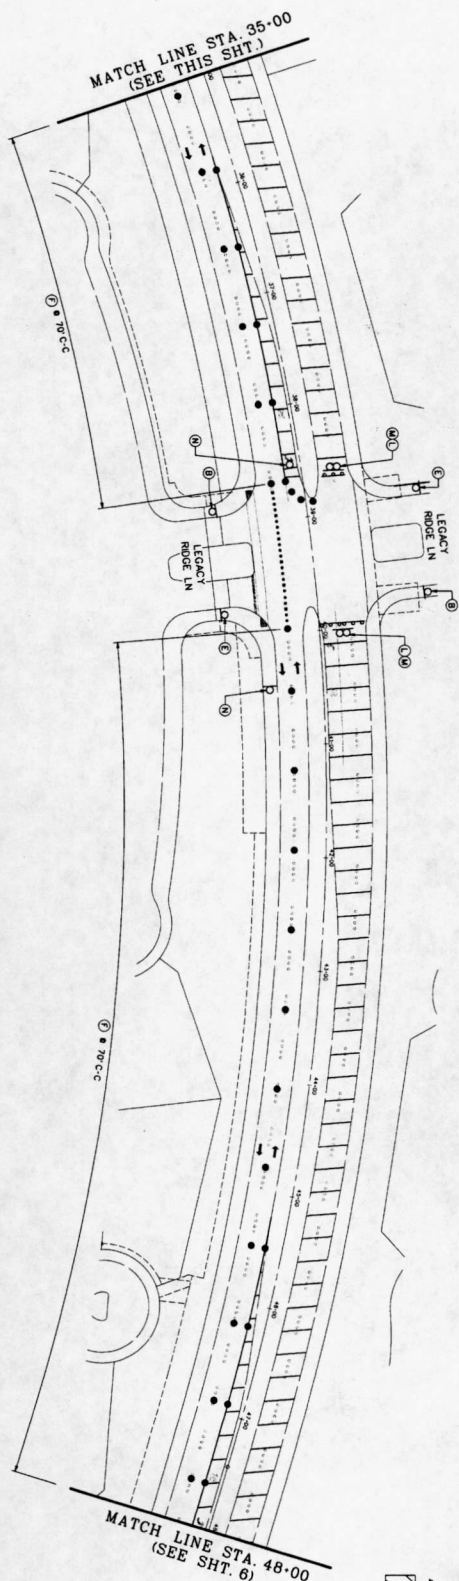 MATCH LINE STA. 35+00
(SEE THIS SHT.)
36+00
37+00
F @ 70' C-C
38+00
N
M L
B
E
39+00
LEGACY
RIDGE LN
LEGACY
RIDGE LN
B
E
L M
N
41+00
42+00
43+00
F @ 70' C-C
44+00
45+00
46+00
47+00
MATCH LINE STA. 48+00
(SEE SHT. 6)